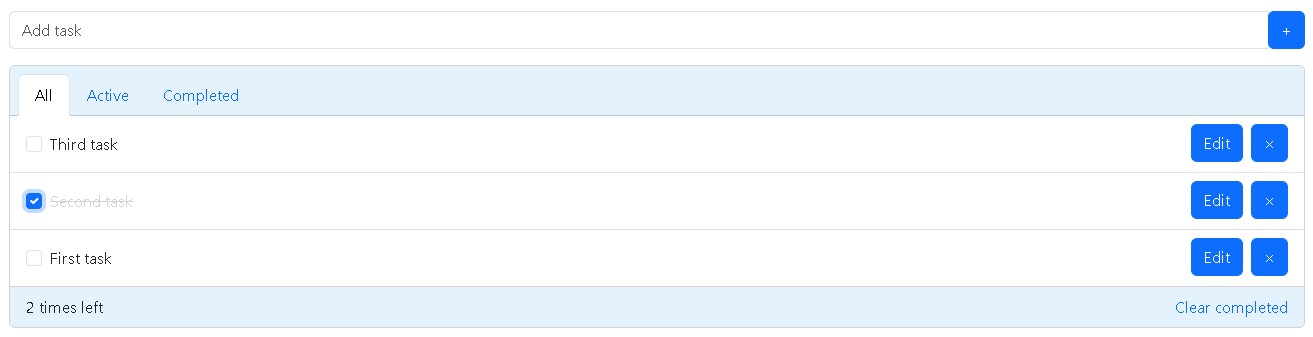 Add task +
All Active Completed
Third task Edit ×
Second task Edit ×
First task Edit ×
2 times left Clear completed